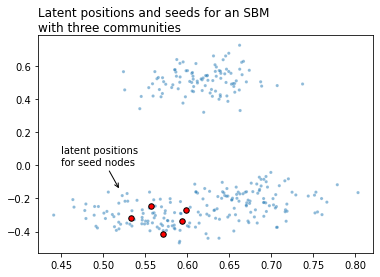 Latent positions and seeds for an SBM
with three communities
0.6
0.4
0.2
0.0
−0.2
−0.4
latent positions
for seed nodes
0.45 0.50 0.55 0.60 0.65 0.70 0.75 0.80